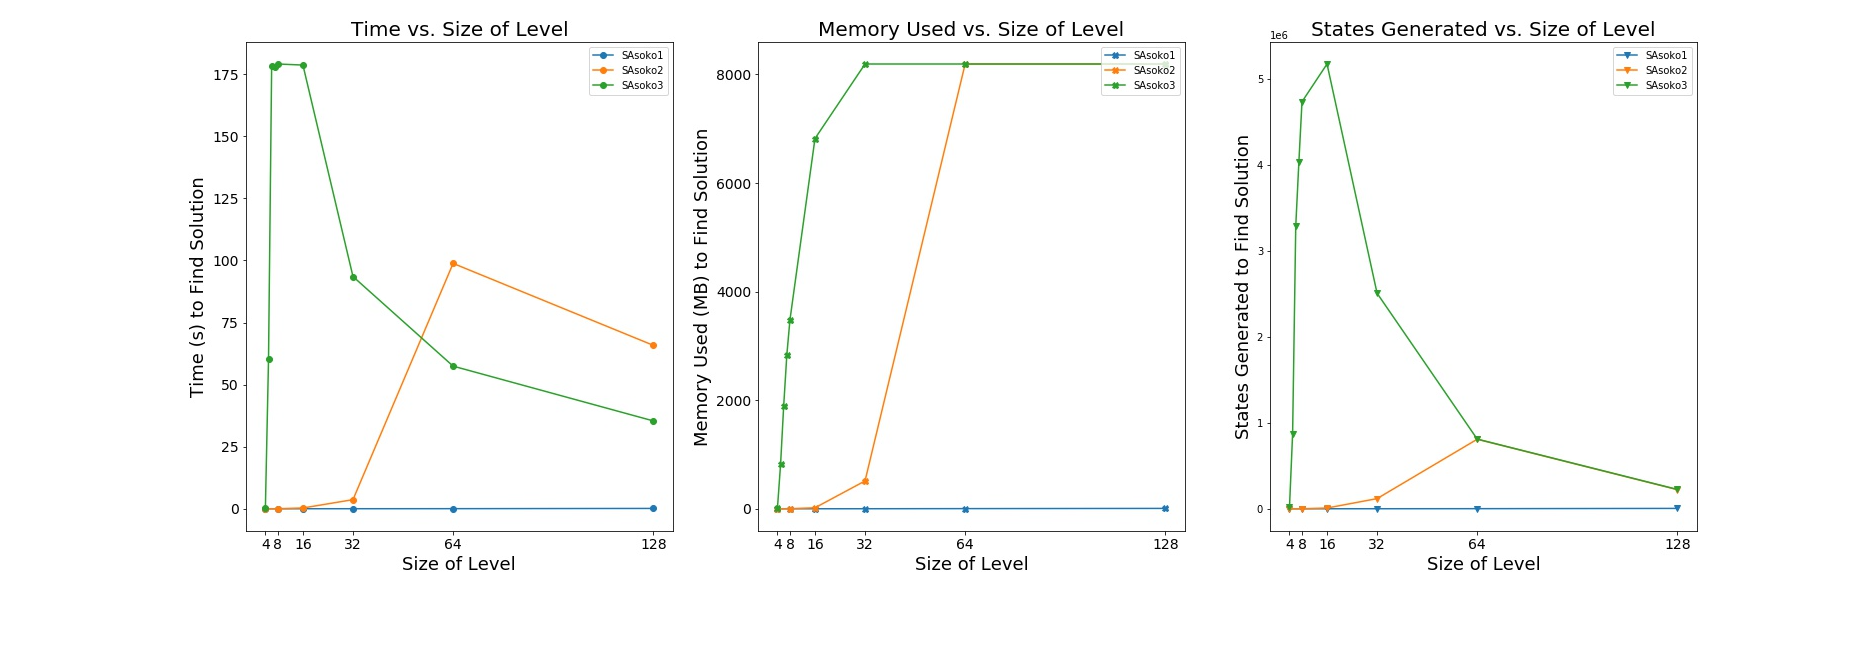 Time vs. Size of Level
SAsoko1
SAsoko2
SAsoko3
175
150
125
100
75
50
25
0
Time (s) to Find Solution
4 8 16 32 64 128
Size of Level
Memory Used vs. Size of Level
SAsoko1
SAsoko2
SAsoko3
8000
6000
4000
2000
0
Memory Used (MB) to Find Solution
4 8 16 32 64 128
Size of Level
States Generated vs. Size of Level
1e6
SAsoko1
SAsoko2
SAsoko3
5
4
3
2
1
0
States Generated to Find Solution
4 8 16 32 64 128
Size of Level